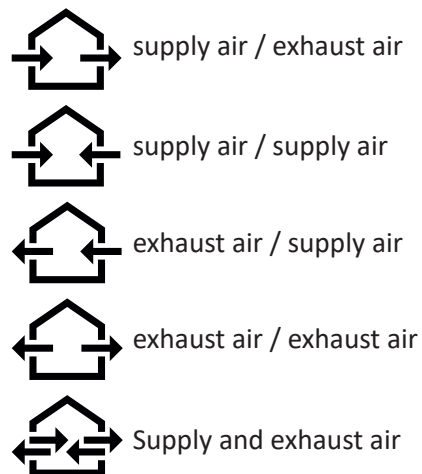 supply air / exhaust air
supply air / supply air
exhaust air / supply air
exhaust air / exhaust air
Supply and exhaust air